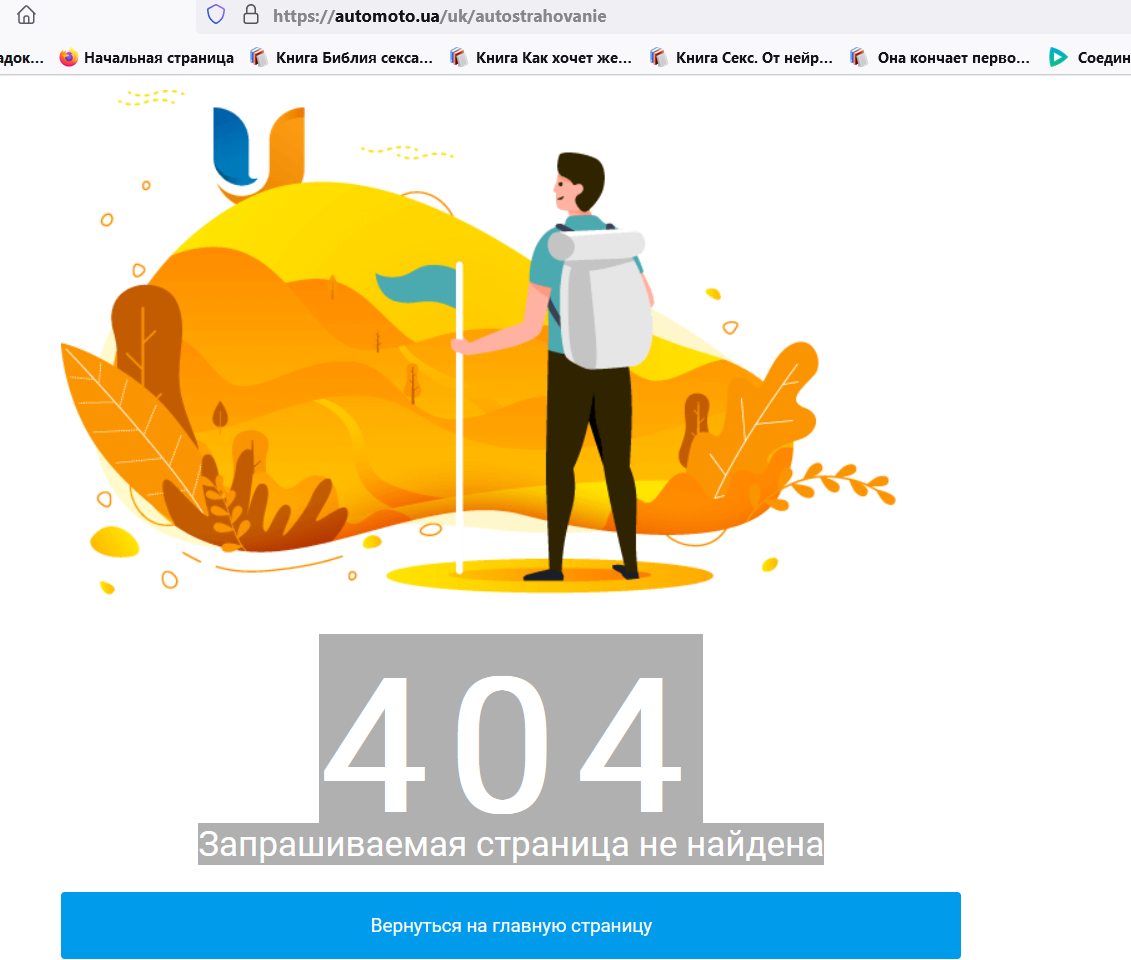 https://automoto.ua/uk/autostrahovanie
адок... Начальная страница Книга Библия секса... Книга Как хочет же... Книга Секс. От нейр... Она кончает перво... Соедин
404
Запрашиваемая страница не найдена
Вернуться на главную страницу